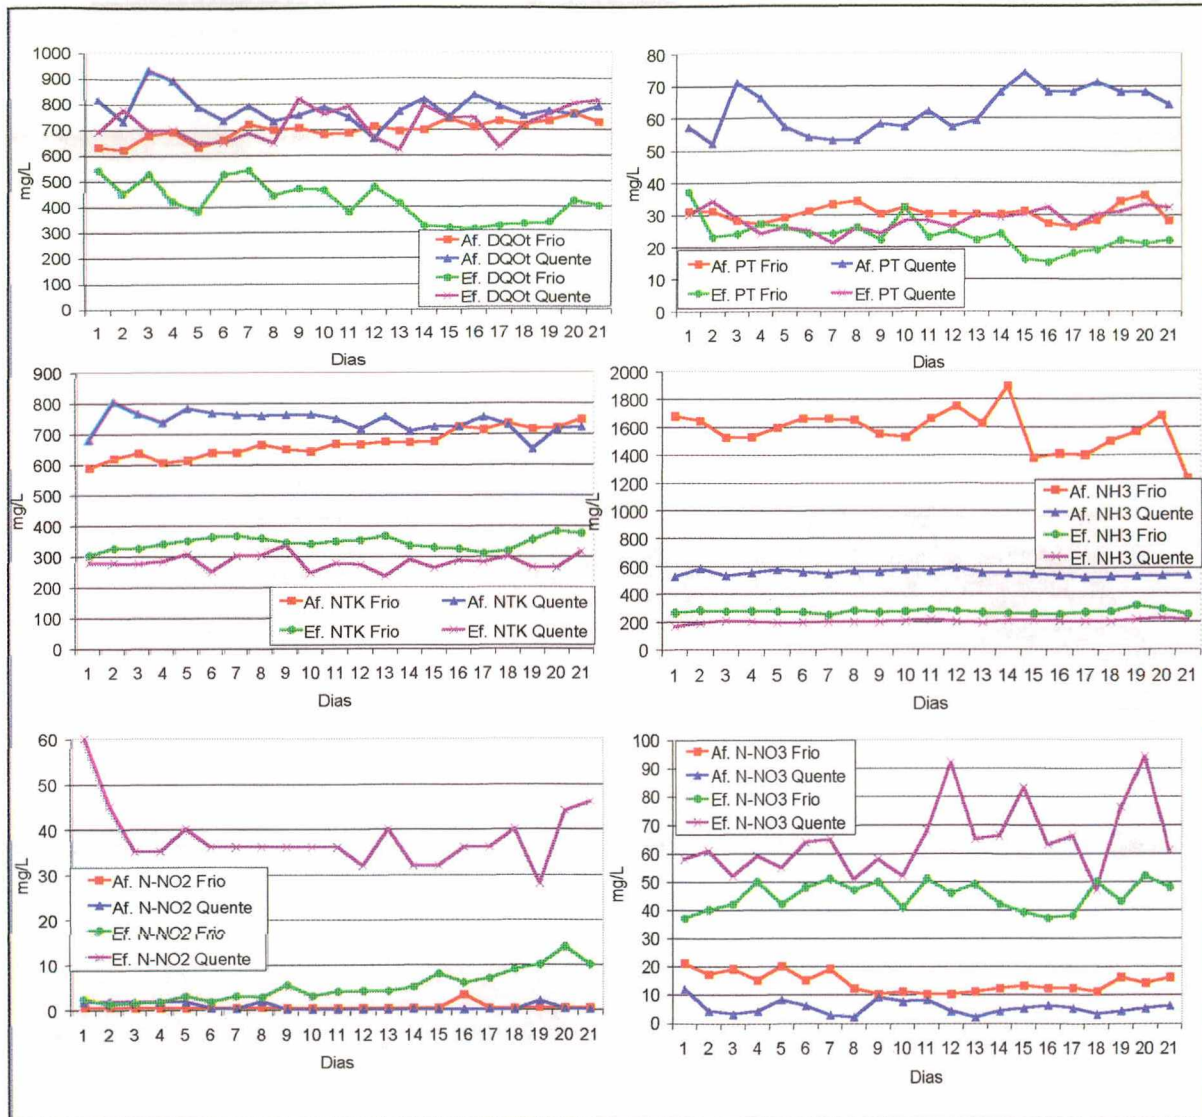 1000
900
800
700
600
500
400
300
200
100
0
mg/L
Af. DQOt Frio
Af. DQOt Quente
Ef. DQOt Frio
Ef. DQOt Quente
1 2 3 4 5 6 7 8 9 10 11 12 13 14 15 16 17 18 19 20 21
Dias
80
70
60
50
40
30
20
10
0
mg/L
Af. PT Frio Af. PT Quente
Ef. PT Frio Ef. PT Quente
1 2 3 4 5 6 7 8 9 10 11 12 13 14 15 16 17 18 19 20 21
Dias
900
800
700
600
500
400
300
200
100
0
mg/L
Af. NTK Frio Af. NTK Quente
Ef. NTK Frio Ef. NTK Quente
1 2 3 4 5 6 7 8 9 10 11 12 13 14 15 16 17 18 19 20 21
Dias
2000
1800
1600
1400
1200
1000
800
600
400
200
0
mg/L
Af. NH3 Frio
Af. NH3 Quente
Ef. NH3 Frio
Ef. NH3 Quente
1 2 3 4 5 6 7 8 9 10 11 12 13 14 15 16 17 18 19 20 21
Dias
60
50
40
30
20
10
0
mg/L
Af. N-NO2 Frio
Af. N-NO2 Quente
Ef. N-NO2 Frio
Ef. N-NO2 Quente
1 2 3 4 5 6 7 8 9 10 11 12 13 14 15 16 17 18 19 20 21
Dias
100
90
80
70
60
50
40
30
20
10
0
mg/L
Af. N-NO3 Frio
Af. N-NO3 Quente
Ef. N-NO3 Frio
Ef. N-NO3 Quente
1 2 3 4 5 6 7 8 9 10 11 12 13 14 15 16 17 18 19 20 21
Dias